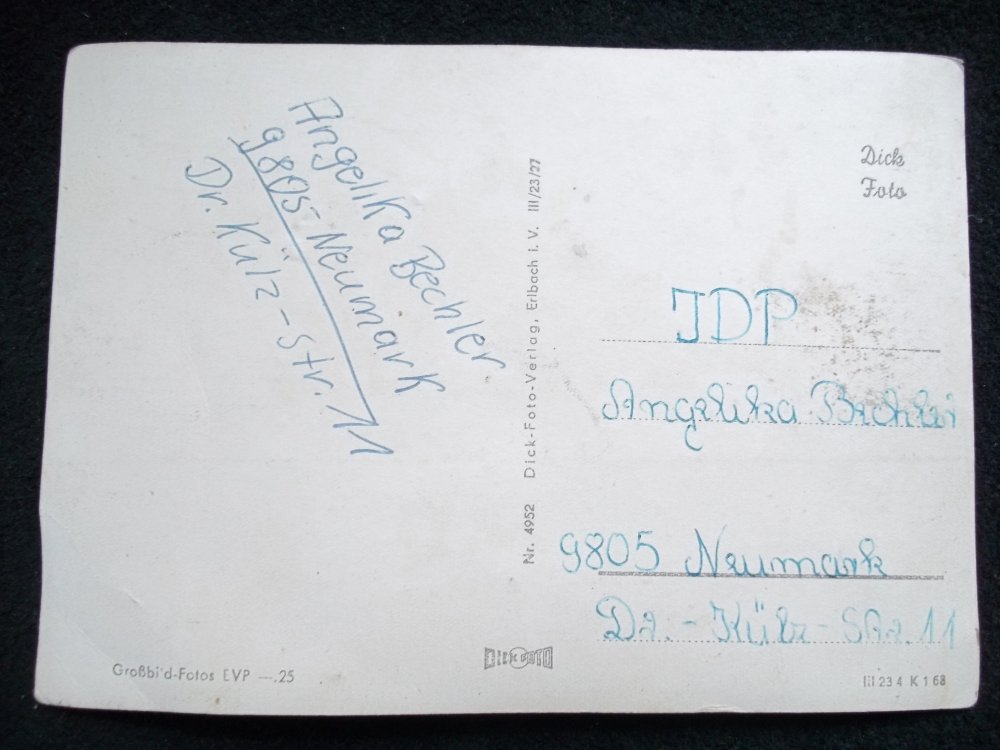 Angelika Bechler
9805 Neumark
Dr. Külz-Str. 11
Nr. 4952 Dick-Foto-Verlag, Erlbach i. V. III/23/27
Dick
Foto
JDP
Angelika Bechler
9805 Neumark
Dr.-Külz-Str. 11
Großbi'd-Fotos EVP —.25
DICK FOTO
III 23 4 K 1 68